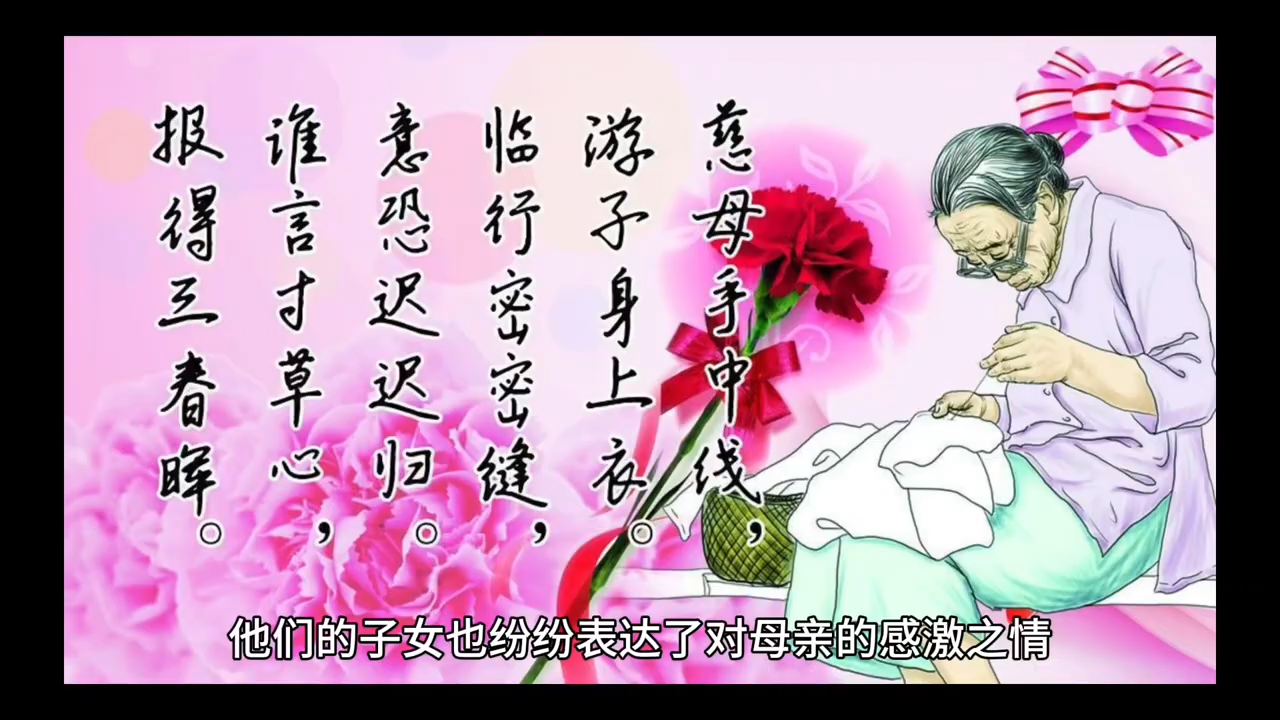 慈母手中线，
游子身上衣。
临行密密缝，
意恐迟迟归。
谁言寸草心，
报得三春晖。
他们的子女也纷纷表达了对母亲的感激之情